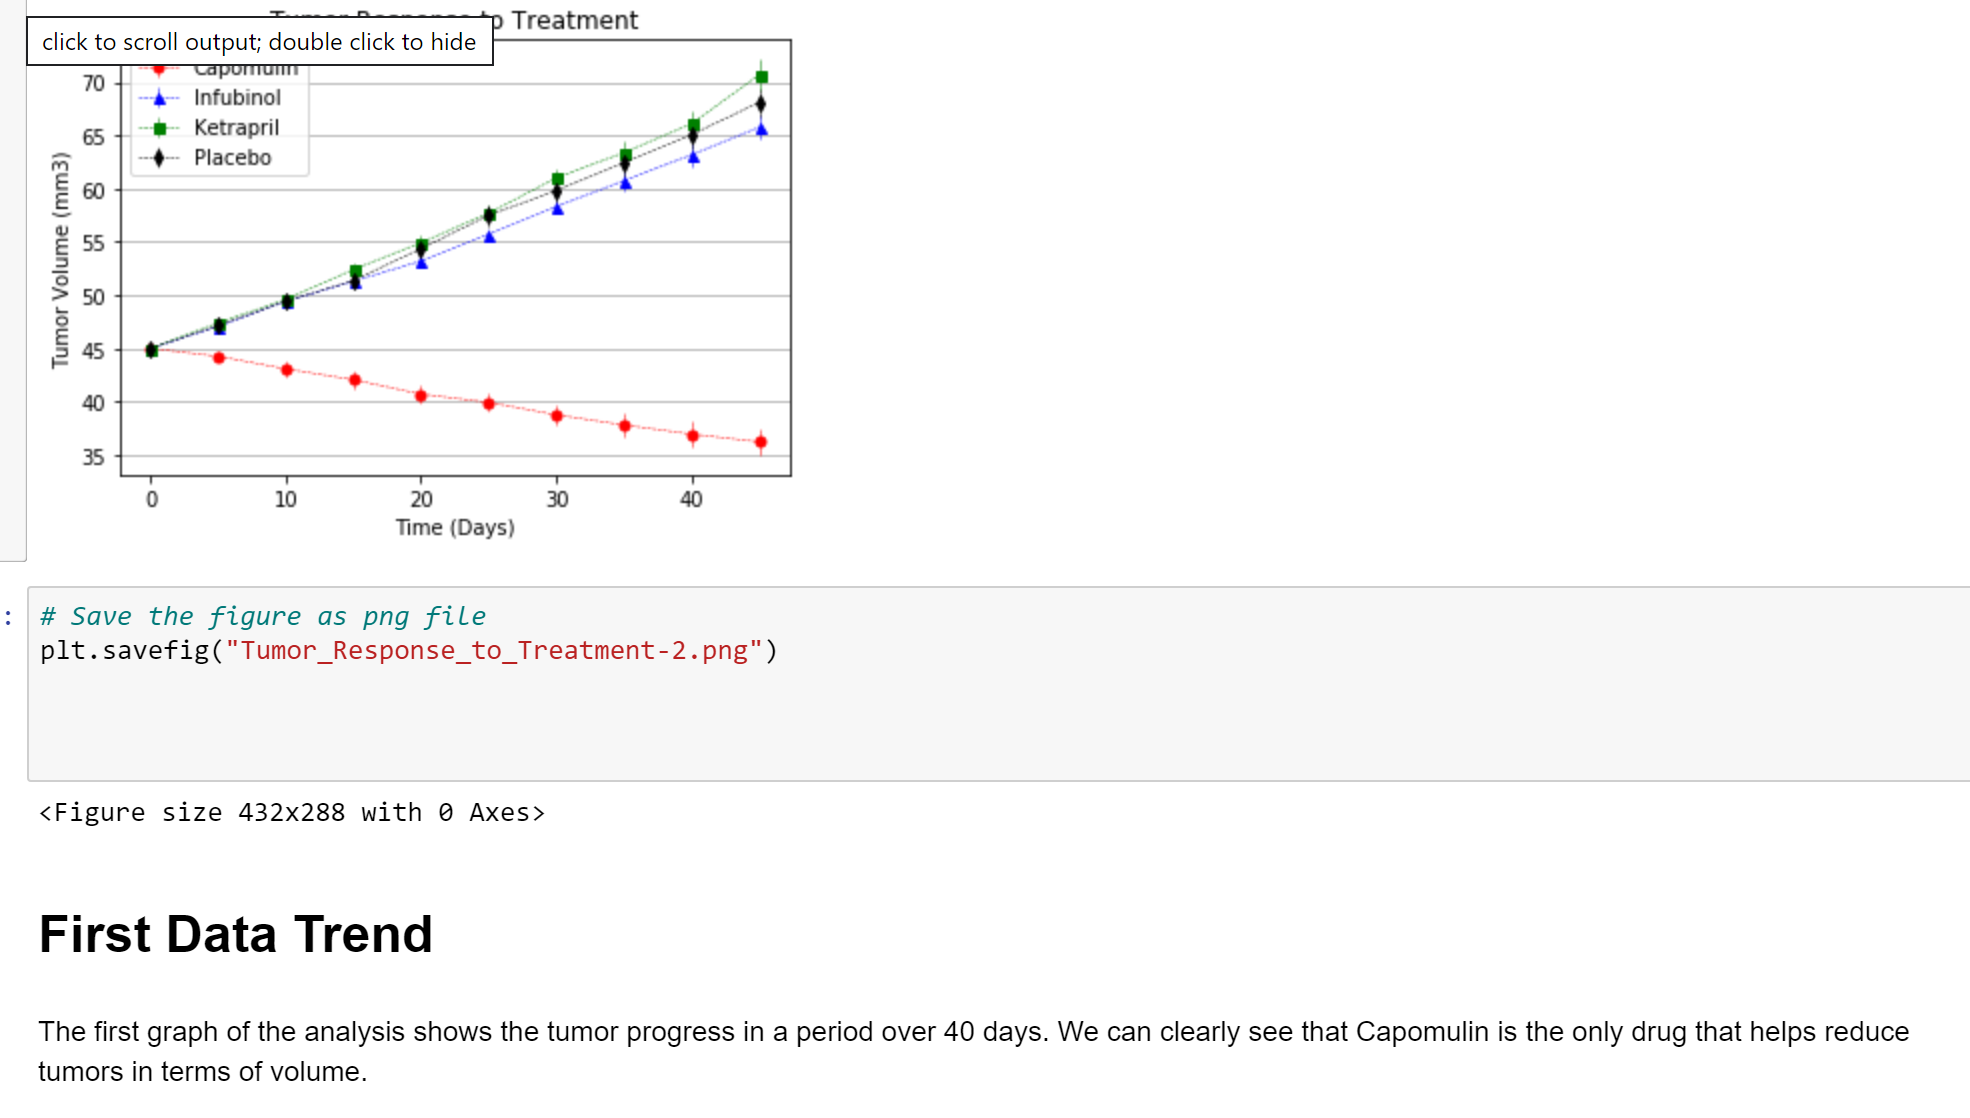 to Treatment
click to scroll output; double click to hide
Capomulin
Infubinol
Ketrapril
Placebo
70
65
60
55
50
45
40
35
Tumor Volume (mm3)
0 10 20 30 40
Time (Days)
: # Save the figure as png file
plt.savefig("Tumor_Response_to_Treatment-2.png")
<Figure size 432x288 with 0 Axes>
First Data Trend
The first graph of the analysis shows the tumor progress in a period over 40 days. We can clearly see that Capomulin is the only drug that helps reduce
tumors in terms of volume.